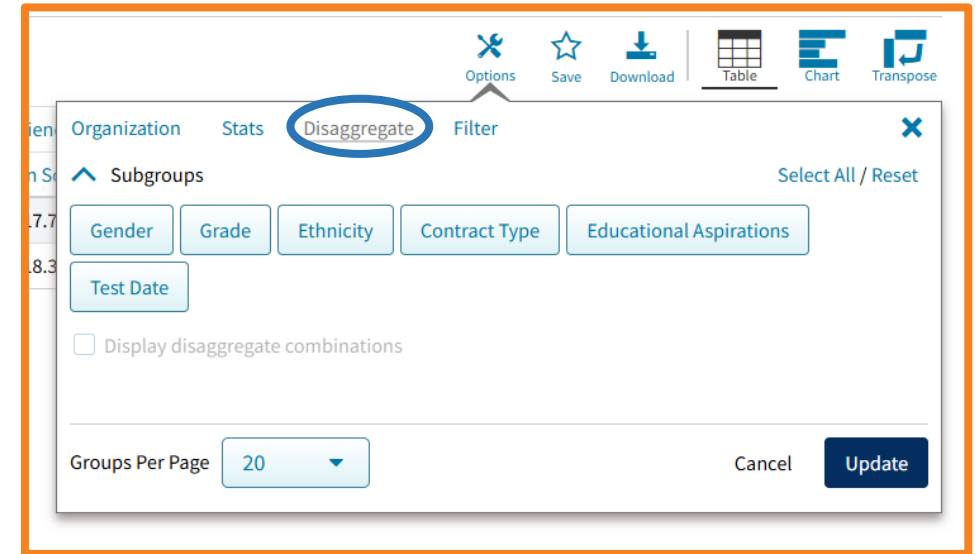 Options Save Download Table Chart Transpose
Organization Stats Disaggregate Filter
Subgroups Select All / Reset
Gender Grade Ethnicity Contract Type Educational Aspirations
Test Date
Display disaggregate combinations
Groups Per Page 20 Cancel Update